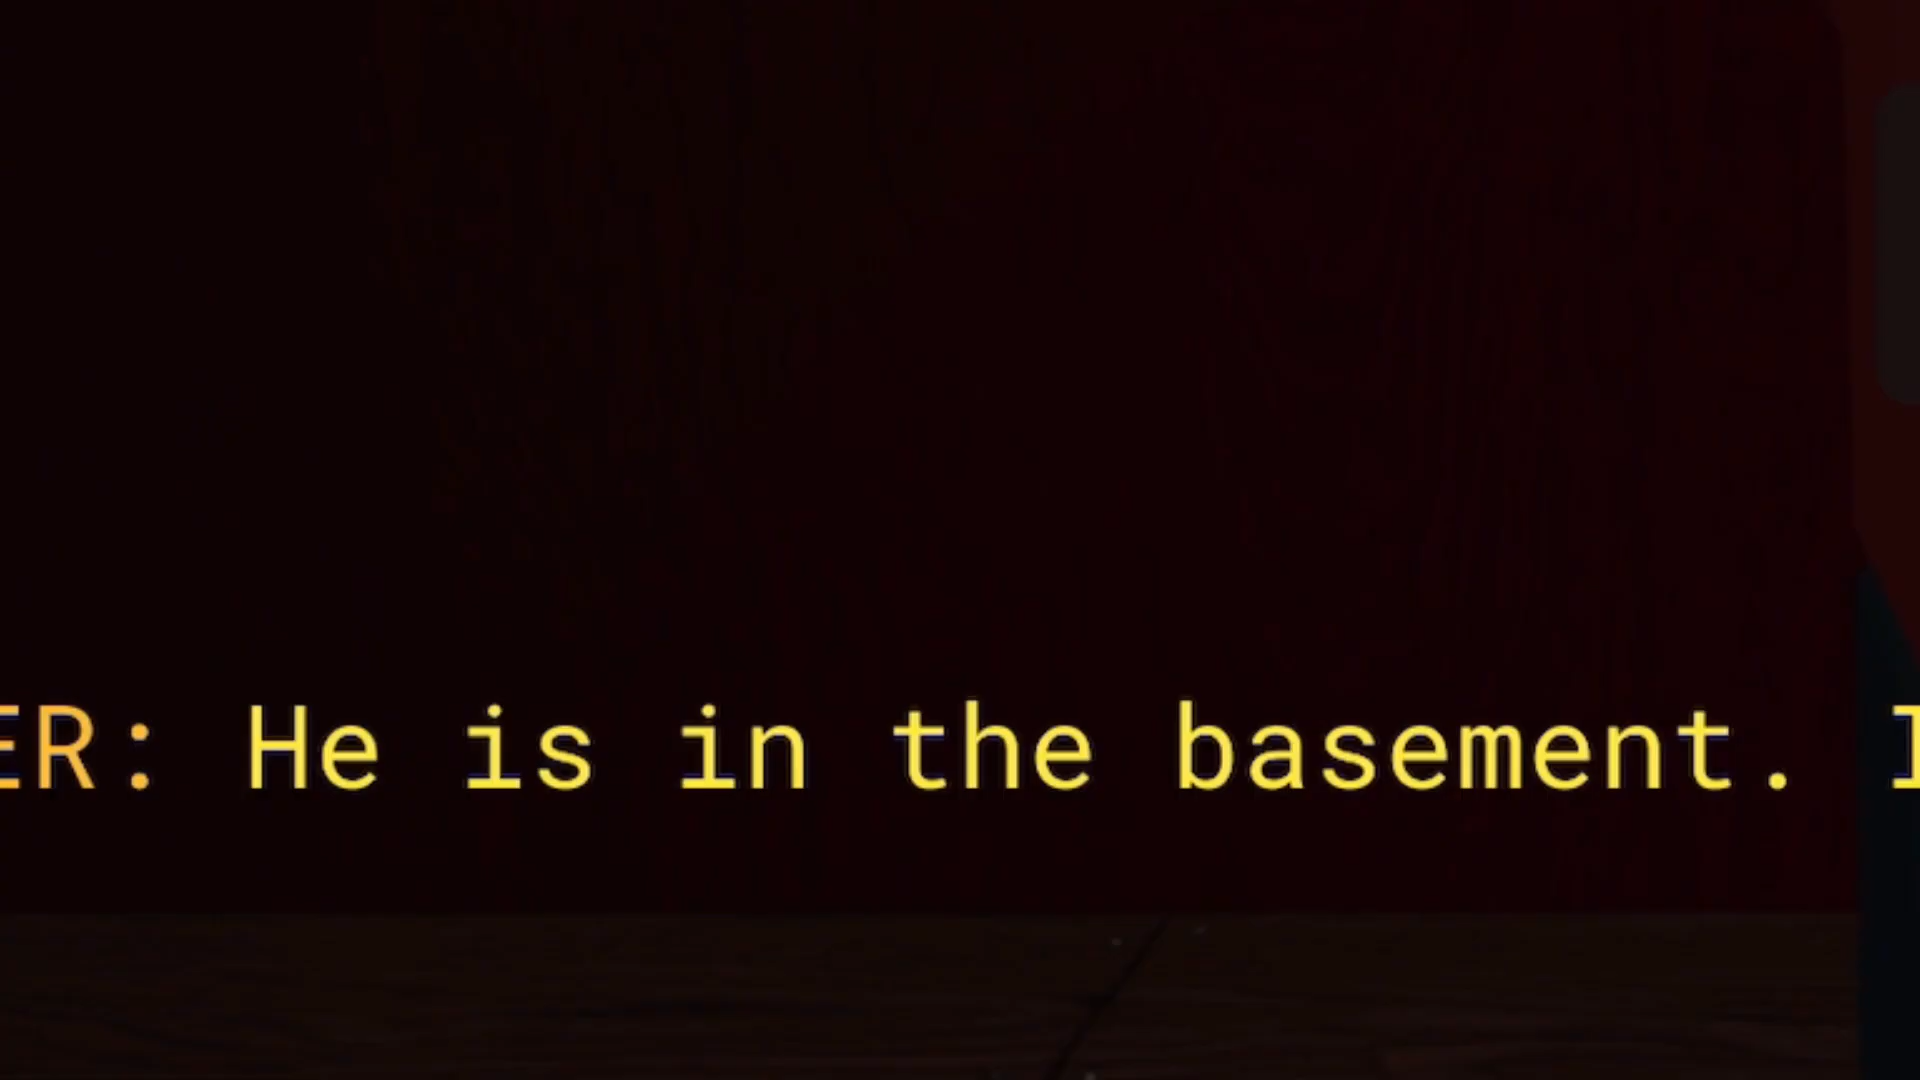 ER: He is in the basement. I